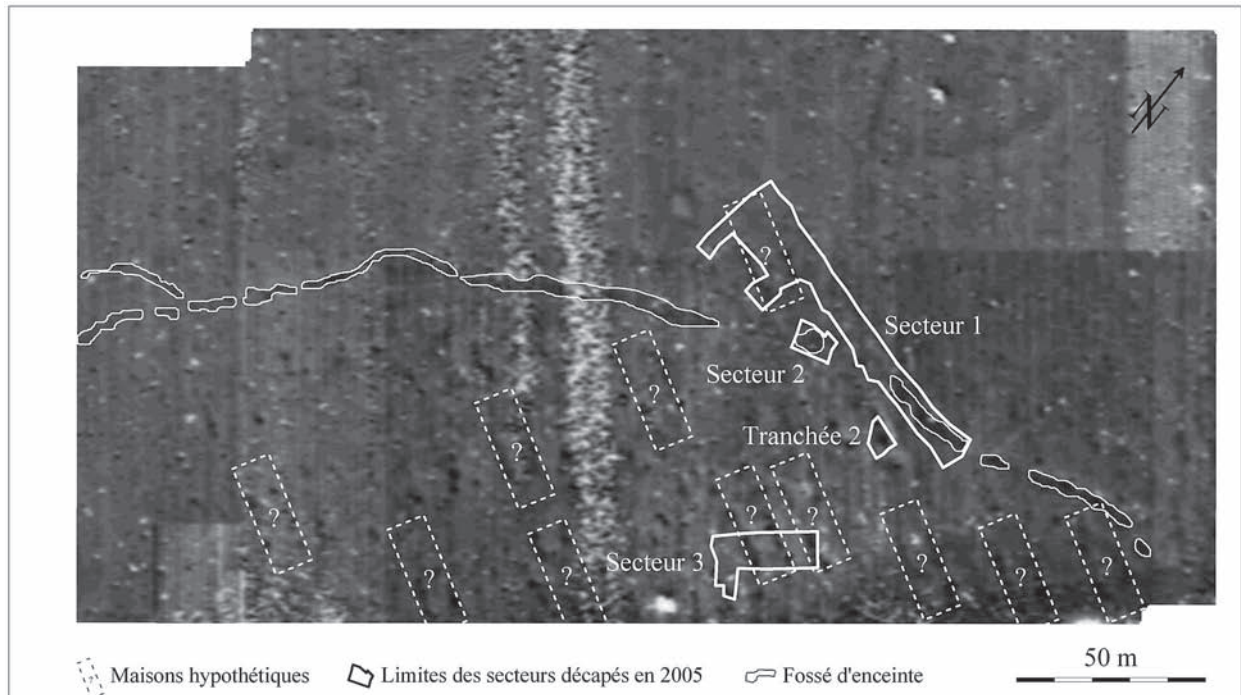 N
?
Secteur 1
Secteur 2
?
Tranchée 2
?
?
?
?
Secteur 3
?
?
?
?
?
50 m
Maisons hypothétiques
Limites des secteurs décapés en 2005
Fossé d'enceinte